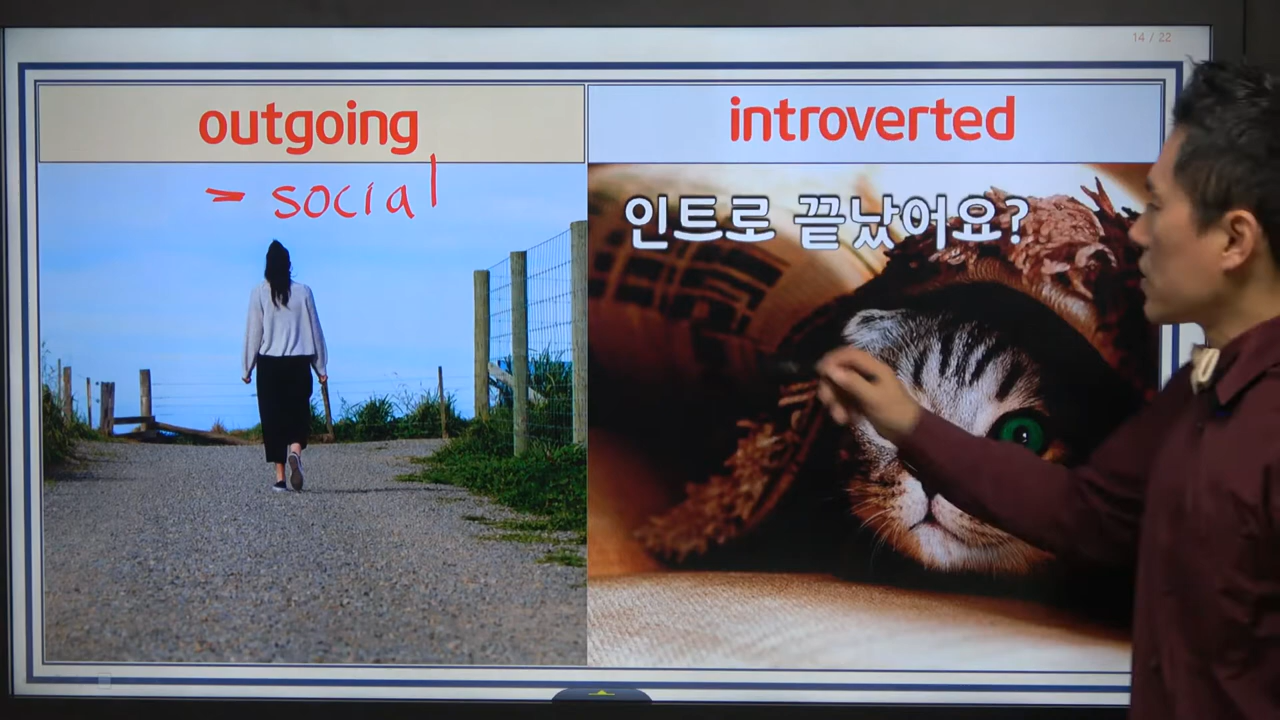 14 / 22
outgoing
= social
introverted
인트로 끝났어요?